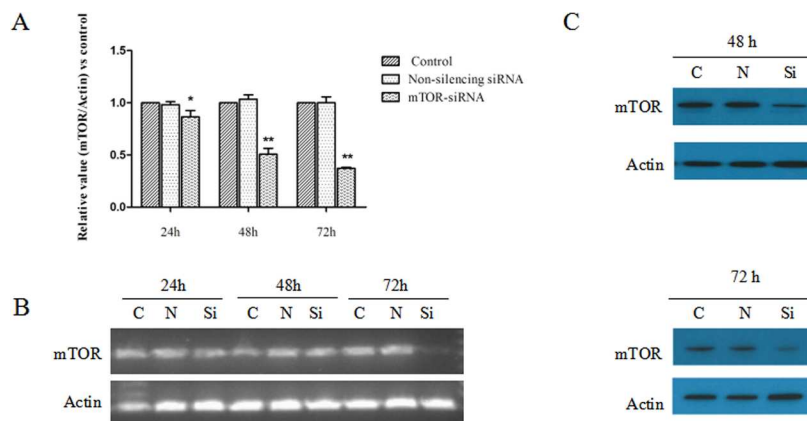 A
Relative value (mTOR/Actin) vs control
1.5
1.0
0.5
0.0
*
**
**
24h
48h
72h
Control
Non-silencing siRNA
mTOR-siRNA
B
24h 48h 72h
C N Si C N Si C N Si
mTOR
Actin
C
48 h
C N Si
mTOR
Actin
72 h
C N Si
mTOR
Actin